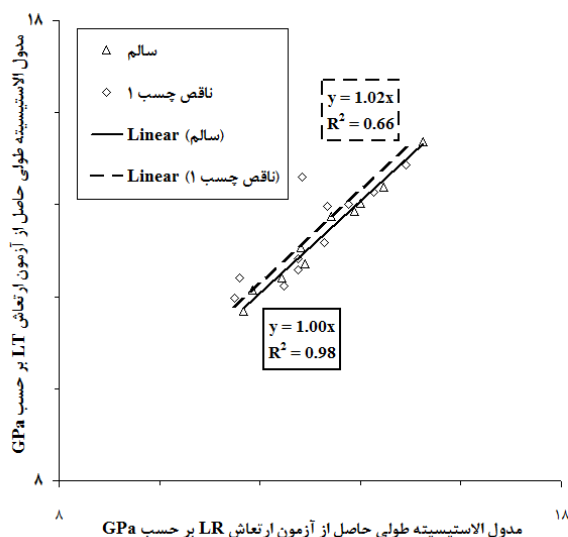 ۱۸
سالم
ناقص چسب ۱
Linear (سالم)
Linear (ناقص چسب ۱)
y = 1.02x
R² = 0.66
y = 1.00x
R² = 0.98
مدول الاستیسیته طولی حاصل از آزمون ارتعاش LT بر حسب GPa
۸
۸
۱۸
مدول الاستیسیته طولی حاصل از آزمون ارتعاش LR بر حسب GPa